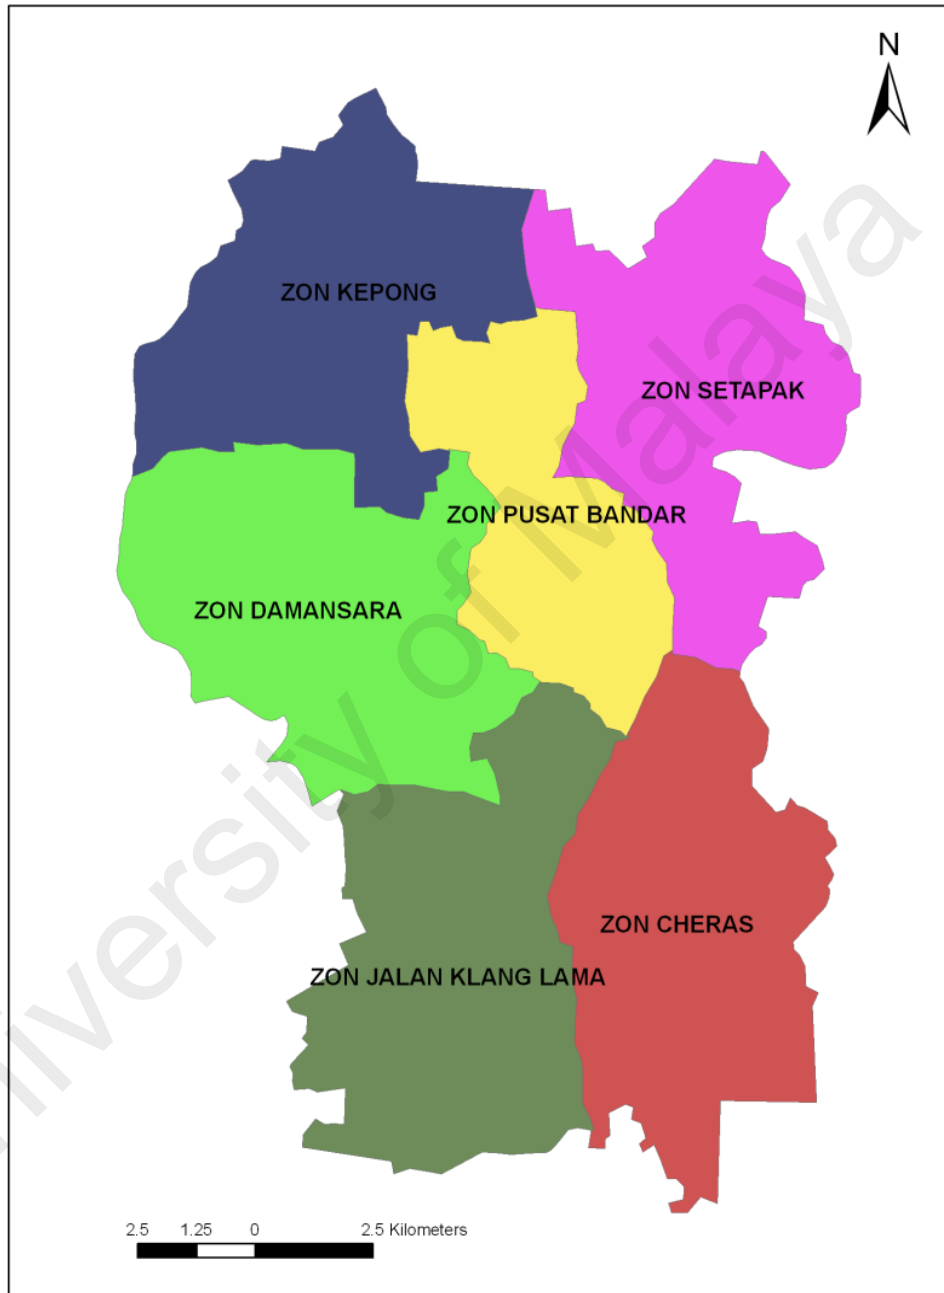 N
ZON KEPONG
ZON SETAPAK
ZON PUSAT BANDAR
ZON DAMANSARA
ZON CHERAS
ZON JALAN KLANG LAMA
2.5 1.25 0 2.5 Kilometers
University of Malaya